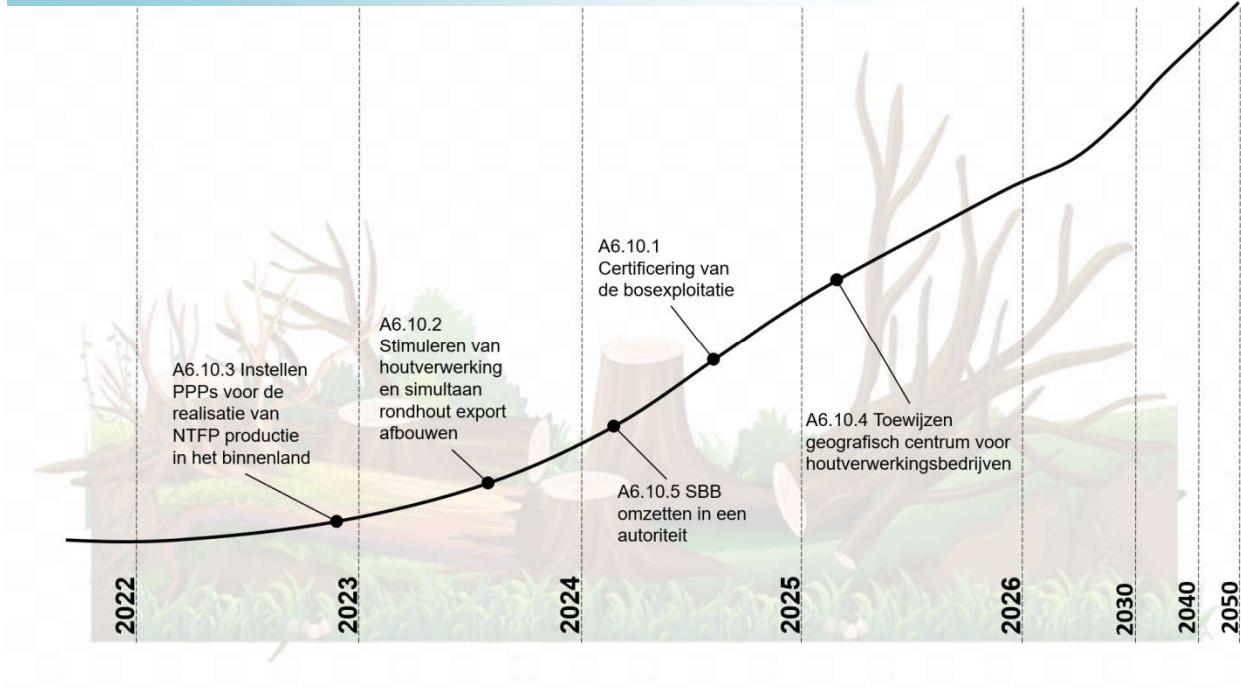 A6.10.3 Instellen
PPPs voor de
realisatie van
NTFP productie
in het binnenland
A6.10.2
Stimuleren van
houtverwerking
en simultaan
rondhout export
afbouwen
A6.10.1
Certificering van
de bosexploitatie
A6.10.5 SBB
omzetten in een
autoriteit
A6.10.4 Toewijzen
geografisch centrum voor
houtverwerkingsbedrijven
2022
2023
2024
2025
2026
2030
2040
2050